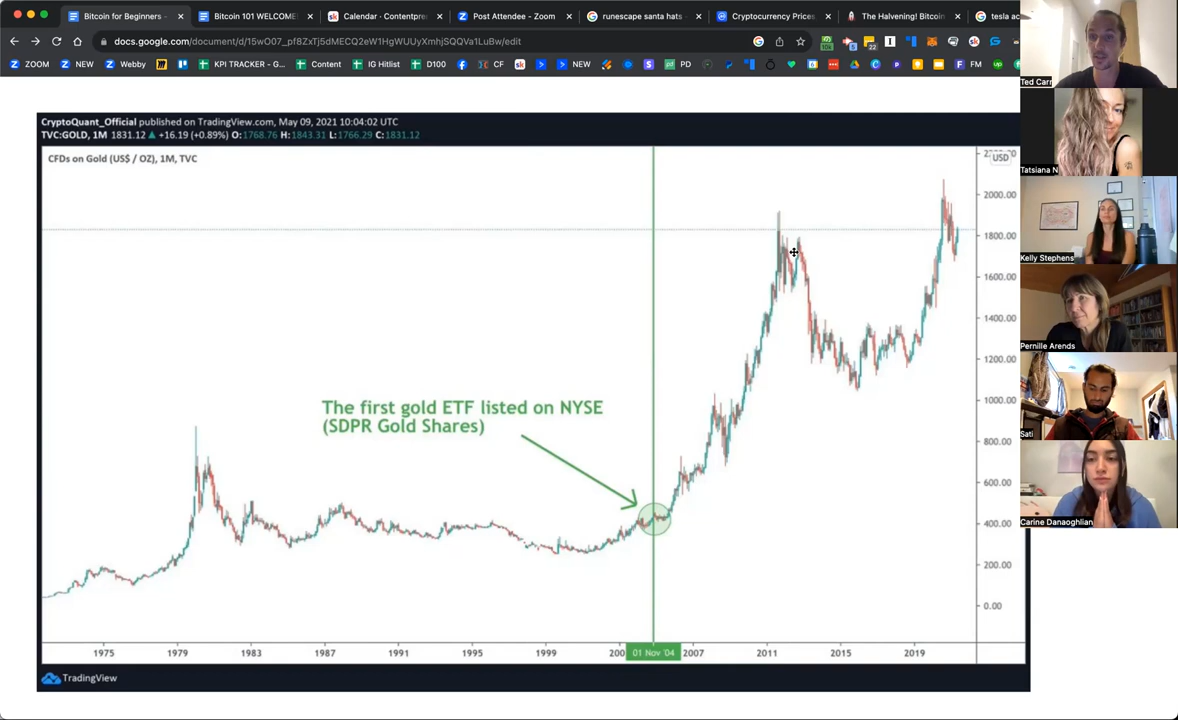 Bitcoin for Beginners -
Bitcoin 101 WELCOME
Calendar · Contentpre
Post Attendee - Zoom
runescape santa hats
Cryptocurrency Prices
The Halvening! Bitcoin
tesla ac
docs.google.com/document/d/15wO07_pf8ZxTj5dMECQ2eW1HgWUUyXmhjSQQVa1LuBw/edit
ZOOM
NEW
Webby
KPI TRACKER - G...
Content
IG Hitlist
D100
CF
NEW
PD
FM
CryptoQuant_Official published on TradingView.com, May 09, 2021 10:04:02 UTC
TVC:GOLD, 1M 1831.12 ▲ +16.19 (+0.89%) O:1768.76 H:1843.31 L:1766.29 C:1831.12
CFDs on Gold (US$ / OZ), 1M, TVC
USD
2000.00
1800.00
1600.00
1400.00
1200.00
1000.00
800.00
600.00
400.00
200.00
0.00
The first gold ETF listed on NYSE
(SDPR Gold Shares)
1975
1979
1983
1987
1991
1995
1999
200
01 Nov '04
2007
2011
2015
2019
TradingView
Ted Carr
Tatsiana N
Kelly Stephens
Pernille Arends
Sati
Carine Danaoghlian